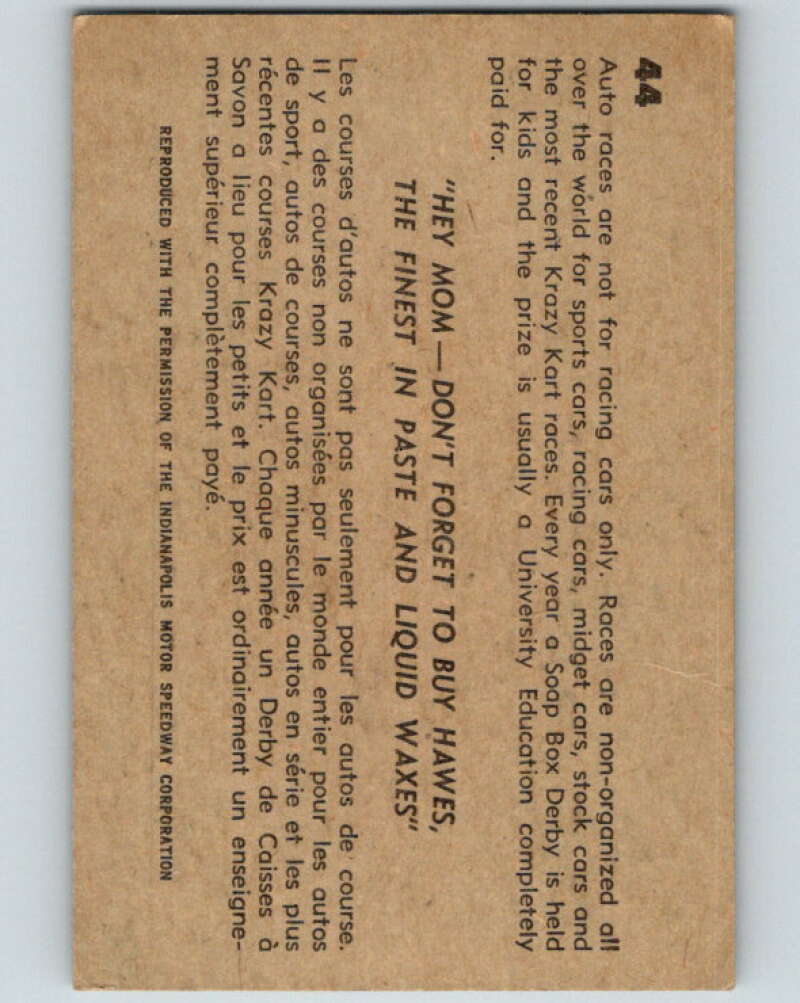 44
Auto races are not for racing cars only. Races are non-organized all
over the world for sports cars, racing cars, midget cars, stock cars and
the most recent Krazy Kart races. Every year a Soap Box Derby is held
for kids and the prize is usually a University Education completely
paid for.
"HEY MOM — DON'T FORGET TO BUY HAWES,
THE FINEST IN PASTE AND LIQUID WAXES"
Les courses d'autos ne sont pas seulement pour les autos de course.
Il y a des courses non organisées par le monde entier pour les autos
de sport, autos de courses, autos minuscules, autos en série et les plus
récentes courses Krazy Kart. Chaque année un Derby de Caisses à
Savon a lieu pour les petits et le prix est ordinairement un enseigne-
ment supérieur complètement payé.
REPRODUCED WITH THE PERMISSION OF THE INDIANAPOLIS MOTOR SPEEDWAY CORPORATION